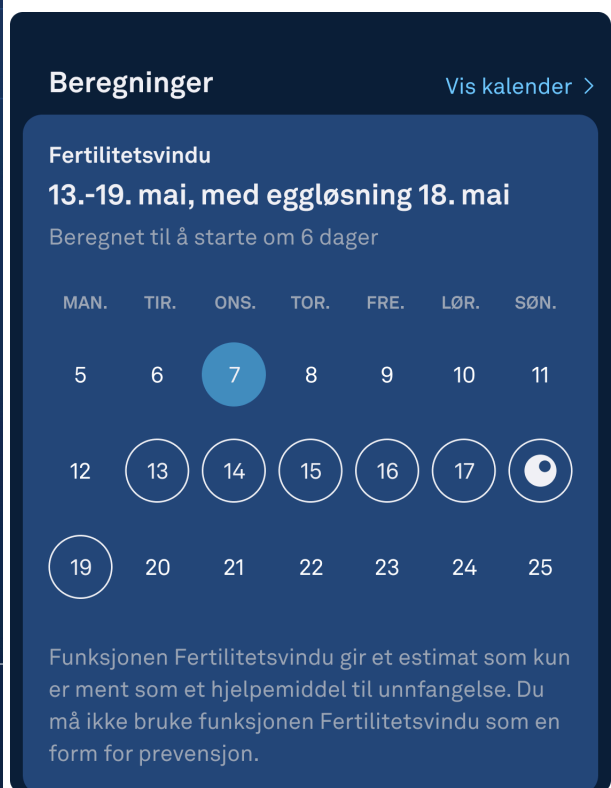 Beregninger
Vis kalender >
Fertilitetsvindu
13.-19. mai, med eggløsning 18. mai
Beregnet til å starte om 6 dager
MAN. TIR. ONS. TOR. FRE. LØR. SØN.
5 6 7 8 9 10 11
12 13 14 15 16 17
19 20 21 22 23 24 25
Funksjonen Fertilitetsvindu gir et estimat som kun
er ment som et hjelpemiddel til unnfangelse. Du
må ikke bruke funksjonen Fertilitetsvindu som en
form for prevensjon.